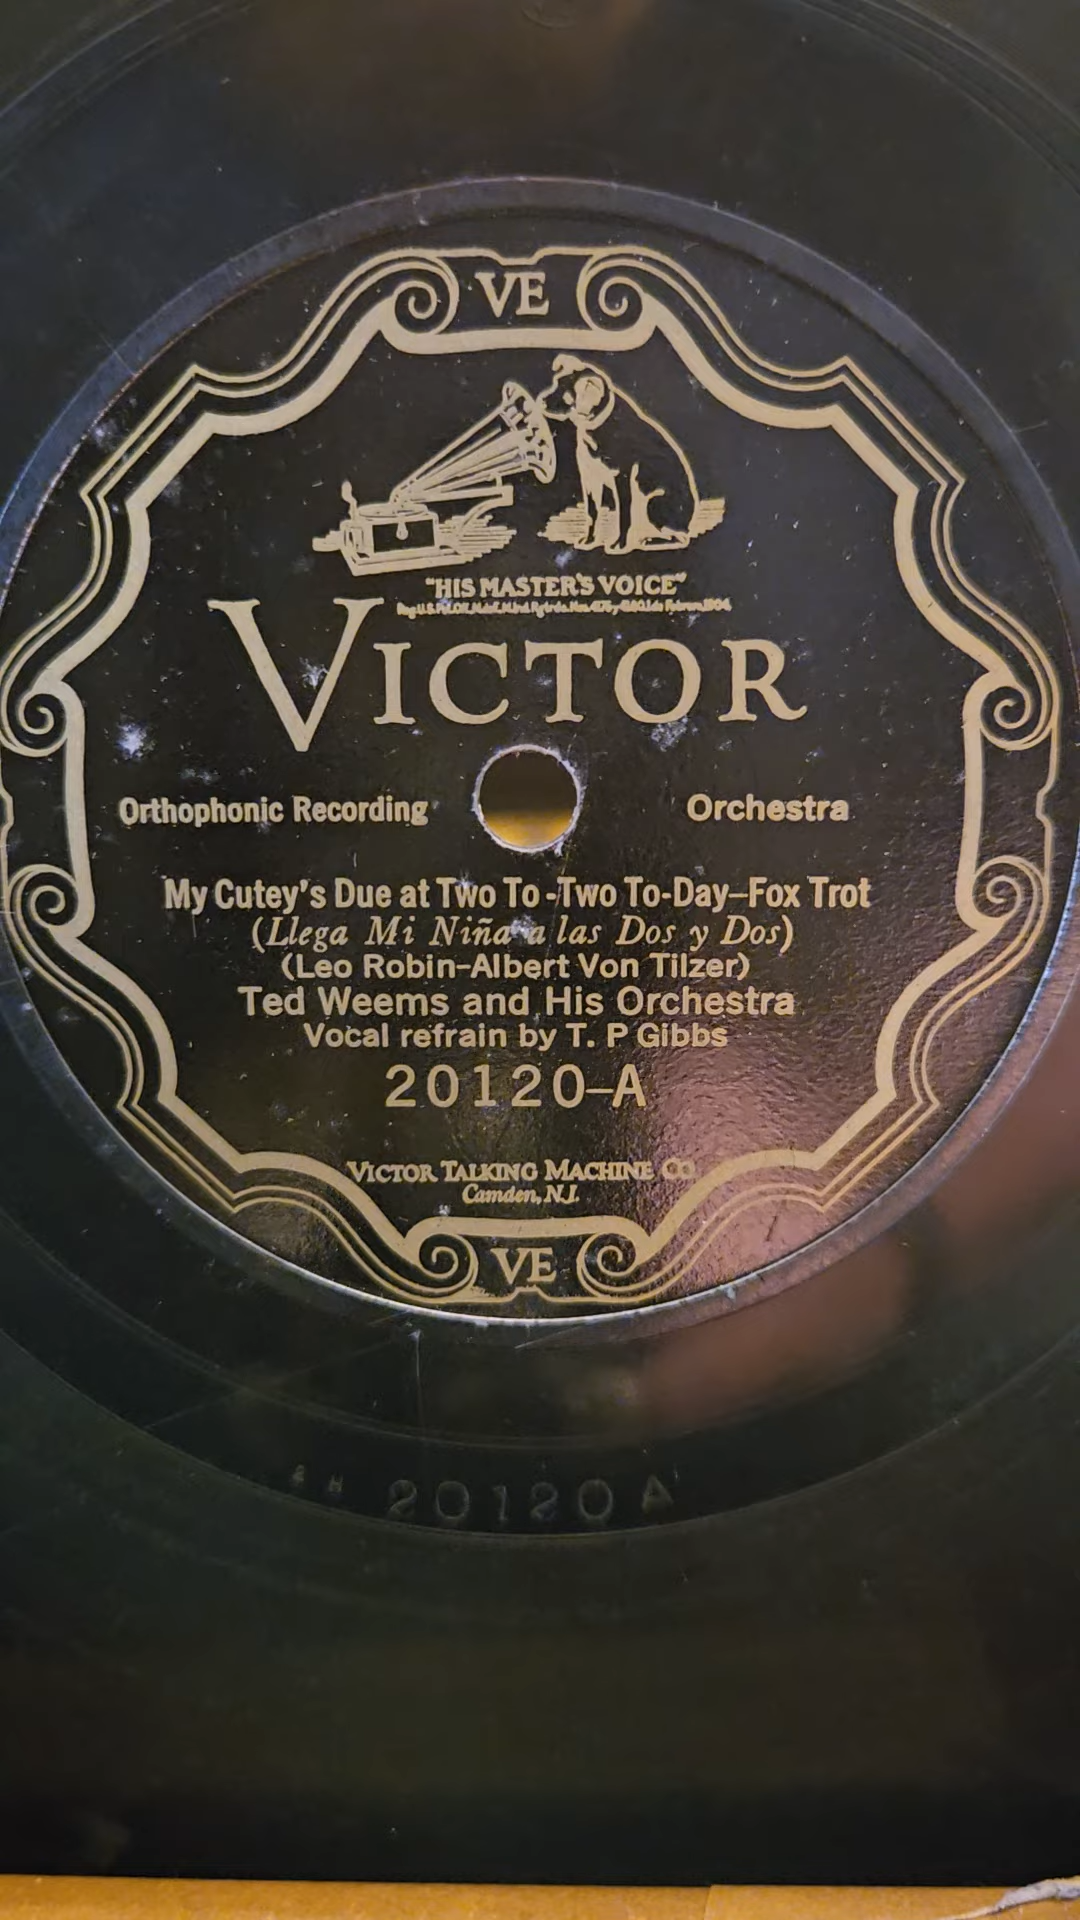 VE
"HIS MASTER'S VOICE"
VICTOR
Orthophonic Recording
Orchestra
My Cutey's Due at Two To-Two To-Day–Fox Trot
(Llega Mi Niña a las Dos y Dos)
(Leo Robin–Albert Von Tilzer)
Ted Weems and His Orchestra
Vocal refrain by T. P Gibbs
20120–A
VICTOR TALKING MACHINE CO.
Camden, N.J.
VE
20120 A